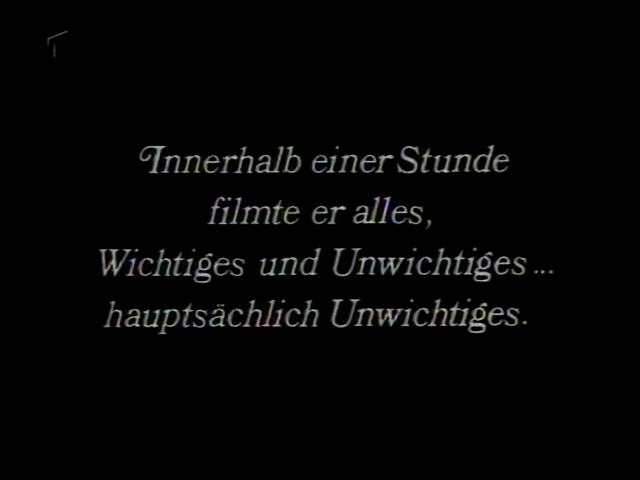 Innerhalb einer Stunde
filmte er alles,
Wichtiges und Unwichtiges...
hauptsächlich Unwichtiges.